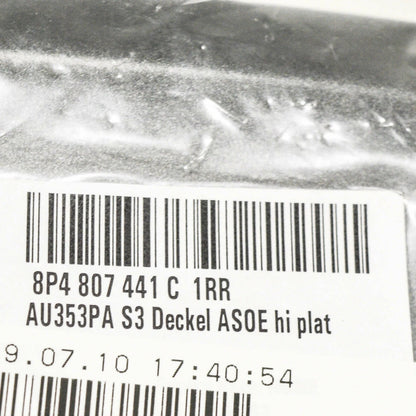 8P4 807 441 C 1RR
AU353PA S3 Deckel ASOE hi plat
9.07.10 17:40:54